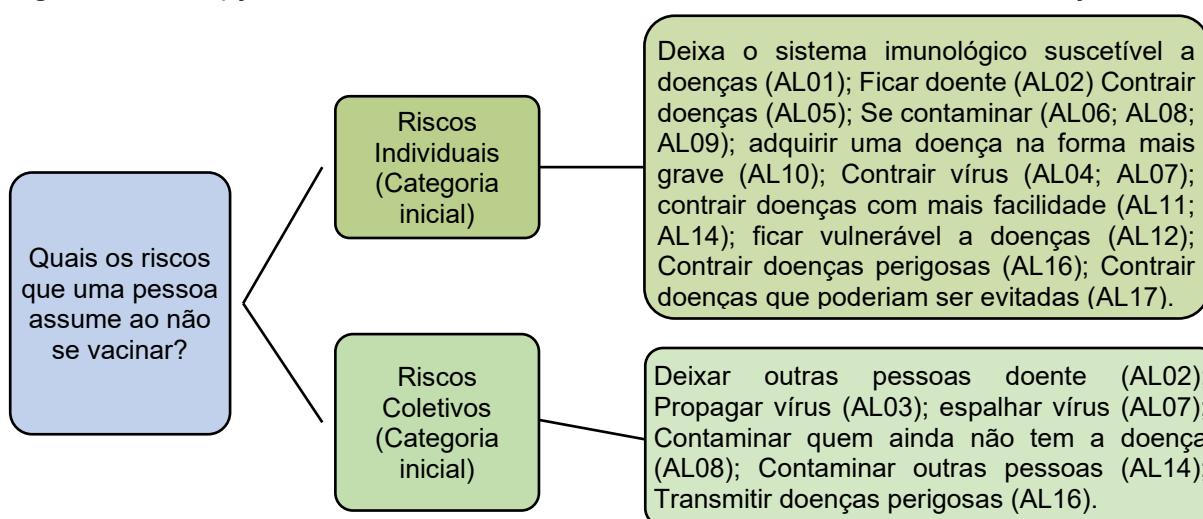 Quais os riscos
que uma pessoa
assume ao não
se vacinar?
Riscos
Individuais
(Categoria
inicial)
Deixa o sistema imunológico suscetível a
doenças (AL01); Ficar doente (AL02) Contrair
doenças (AL05); Se contaminar (AL06; AL08;
AL09); adquirir uma doença na forma mais
grave (AL10); Contrair vírus (AL04; AL07);
contrair doenças com mais facilidade (AL11;
AL14); ficar vulnerável a doenças (AL12);
Contrair doenças perigosas (AL16); Contrair
doenças que poderiam ser evitadas (AL17).
Riscos
Coletivos
(Categoria
inicial)
Deixar outras pessoas doente (AL02)
Propagar vírus (AL03); espalhar vírus (AL07);
Contaminar quem ainda não tem a doença
(AL08); Contaminar outras pessoas (AL14);
Transmitir doenças perigosas (AL16).